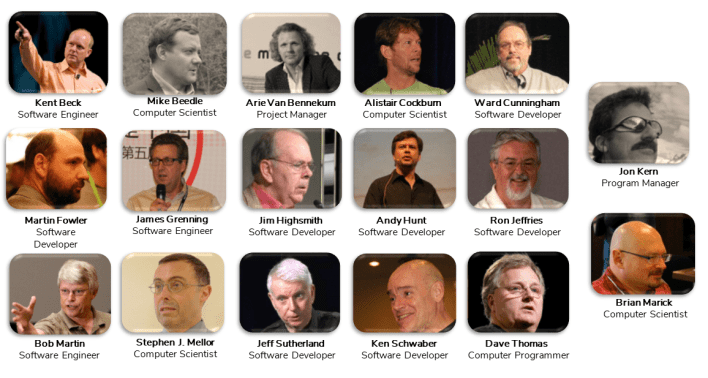 Kent Beck
Software Engineer
Mike Beedle
Computer Scientist
Arie Van Bennekum
Project Manager
Alistair Cockburn
Computer Scientist
Ward Cunningham
Software Developer
Jon Kern
Program Manager
Martin Fowler
Software
Developer
James Grenning
Software Engineer
Jim Highsmith
Software Developer
Andy Hunt
Software Developer
Ron Jeffries
Software Developer
Brian Marick
Computer Scientist
Bob Martin
Software Engineer
Stephen J. Mellor
Computer Scientist
Jeff Sutherland
Software Developer
Ken Schwaber
Software Developer
Dave Thomas
Computer Programmer